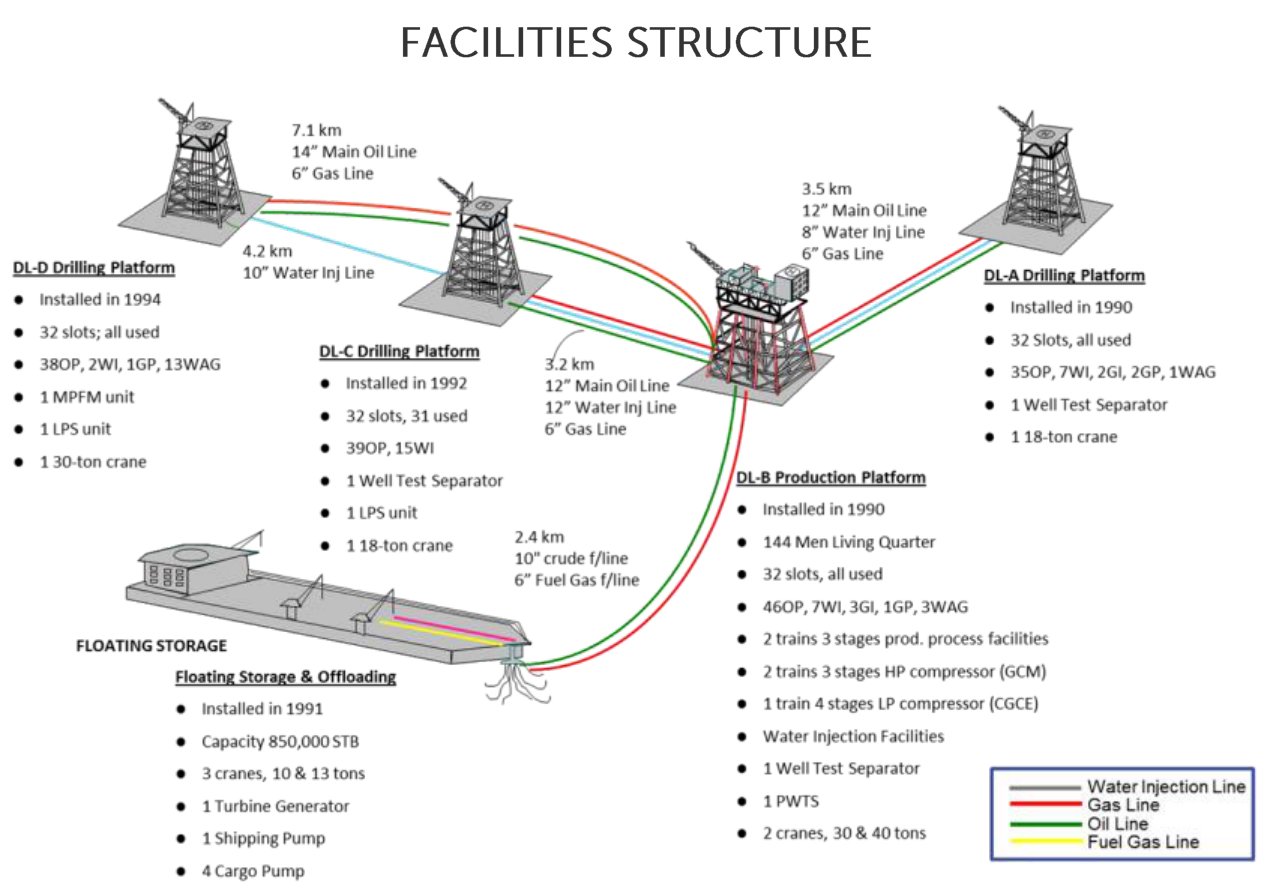 FACILITIES STRUCTURE
7.1 km
14” Main Oil Line
6” Gas Line
3.5 km
12” Main Oil Line
8” Water Inj Line
6” Gas Line
4.2 km
10” Water Inj Line
DL-D Drilling Platform
● Installed in 1994
● 32 slots; all used
● 38OP, 2WI, 1GP, 13WAG
● 1 MPFM unit
● 1 LPS unit
● 1 30-ton crane
DL-C Drilling Platform
● Installed in 1992
● 32 slots, 31 used
● 39OP, 15WI
● 1 Well Test Separator
● 1 LPS unit
● 1 18-ton crane
3.2 km
12” Main Oil Line
12” Water Inj Line
6” Gas Line
DL-A Drilling Platform
● Installed in 1990
● 32 Slots, all used
● 35OP, 7WI, 2GI, 2GP, 1WAG
● 1 Well Test Separator
● 1 18-ton crane
DL-B Production Platform
● Installed in 1990
● 144 Men Living Quarter
● 32 slots, all used
● 46OP, 7WI, 3GI, 1GP, 3WAG
● 2 trains 3 stages prod. process facilities
● 2 trains 3 stages HP compressor (GCM)
● 1 train 4 stages LP compressor (CGCE)
● Water Injection Facilities
● 1 Well Test Separator
● 1 PWTS
● 2 cranes, 30 & 40 tons
2.4 km
10" crude f/line
6” Fuel Gas f/line
FLOATING STORAGE
Floating Storage & Offloading
● Installed in 1991
● Capacity 850,000 STB
● 3 cranes, 10 & 13 tons
● 1 Turbine Generator
● 1 Shipping Pump
● 4 Cargo Pump
Water Injection Line
Gas Line
Oil Line
Fuel Gas Line